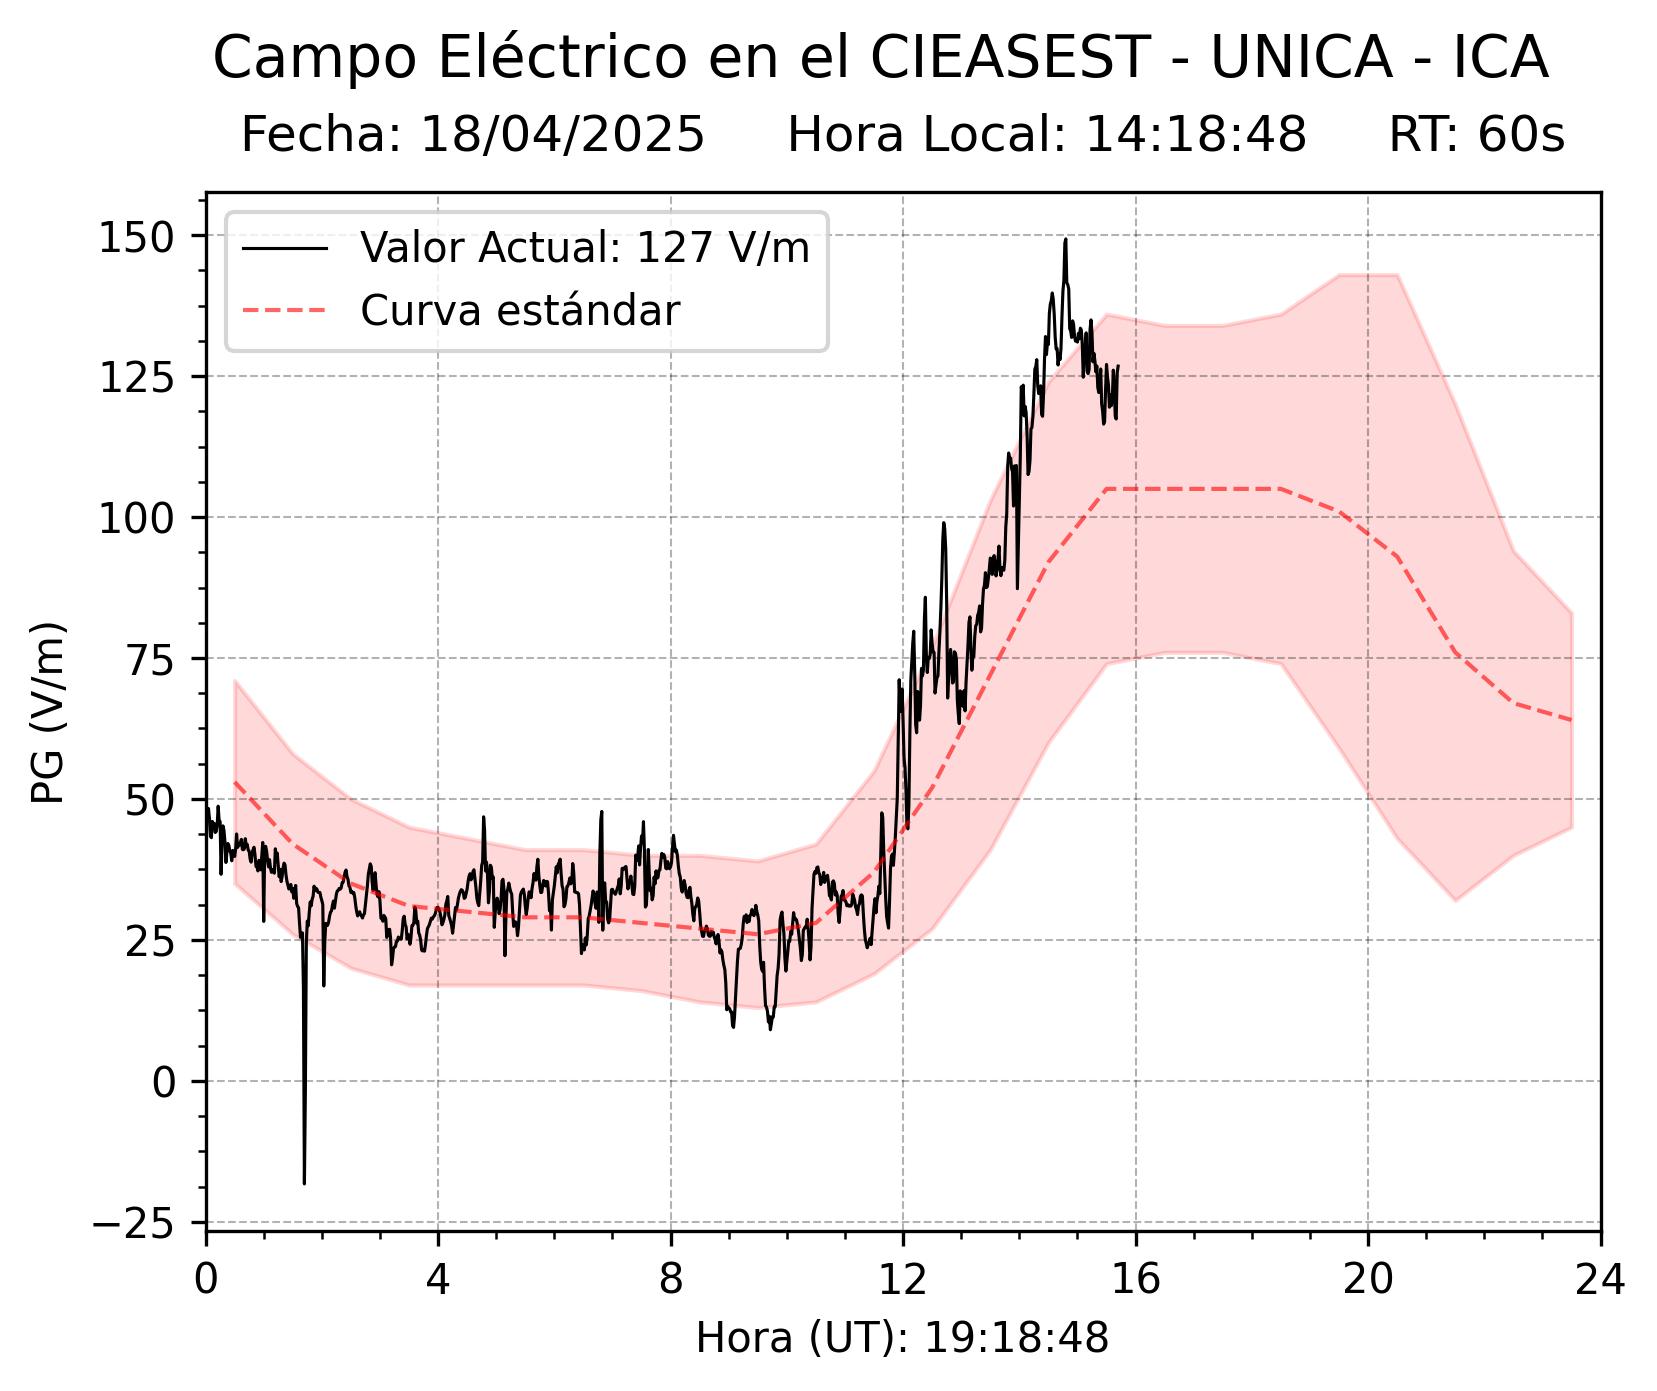 Campo Eléctrico en el CIEASEST - UNICA - ICA
Fecha: 18/04/2025 Hora Local: 14:18:48 RT: 60s
Valor Actual: 127 V/m
Curva estándar
PG (V/m)
150
125
100
75
50
25
0
−25
0 4 8 12 16 20 24
Hora (UT): 19:18:48